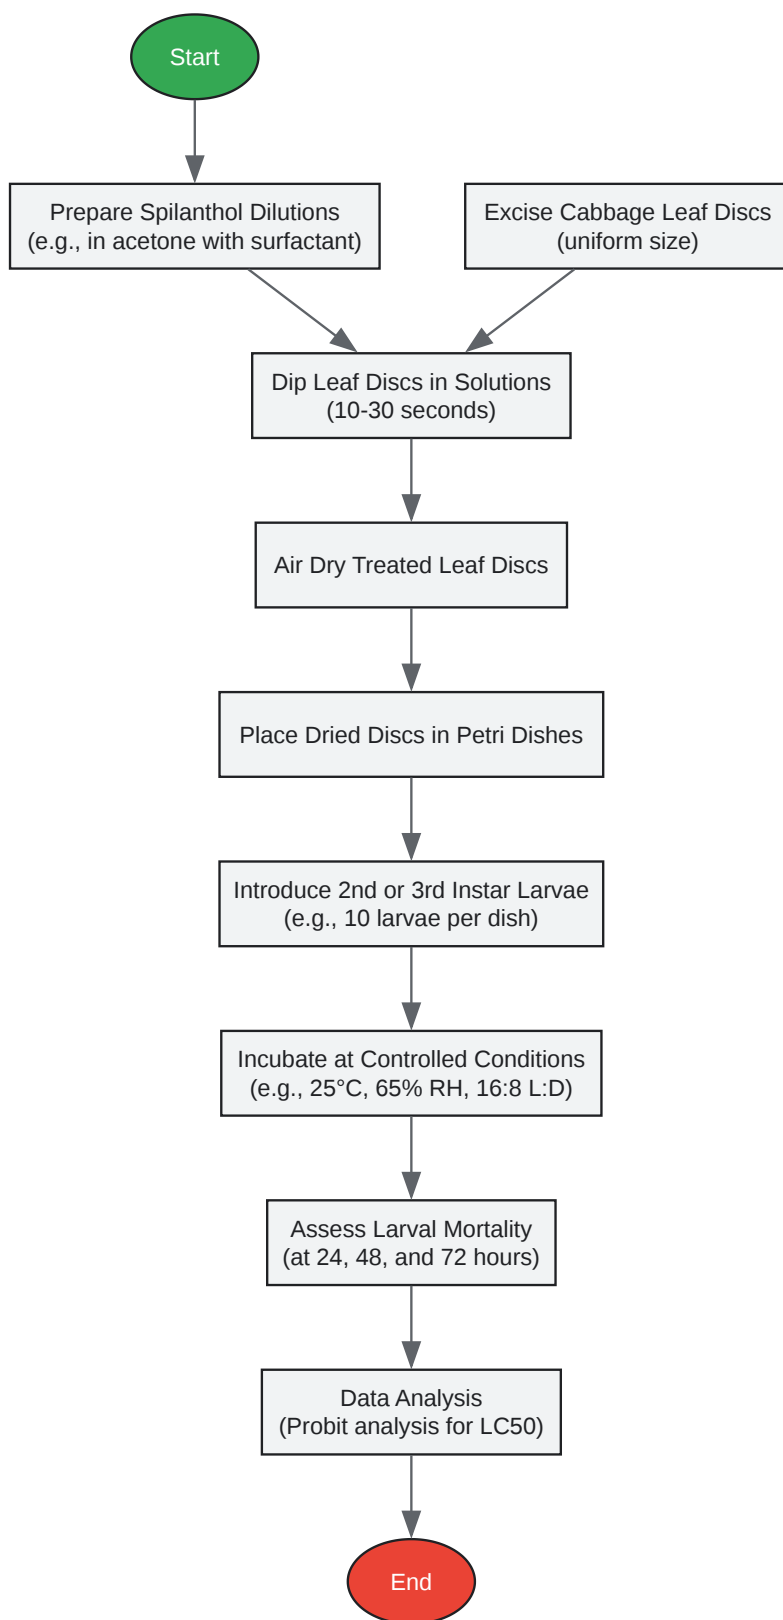 Start
Prepare Spilanthol Dilutions
(e.g., in acetone with surfactant)
Excise Cabbage Leaf Discs
(uniform size)
Dip Leaf Discs in Solutions
(10-30 seconds)
Air Dry Treated Leaf Discs
Place Dried Discs in Petri Dishes
Introduce 2nd or 3rd Instar Larvae
(e.g., 10 larvae per dish)
Incubate at Controlled Conditions
(e.g., 25°C, 65% RH, 16:8 L:D)
Assess Larval Mortality
(at 24, 48, and 72 hours)
Data Analysis
(Probit analysis for LC50)
End